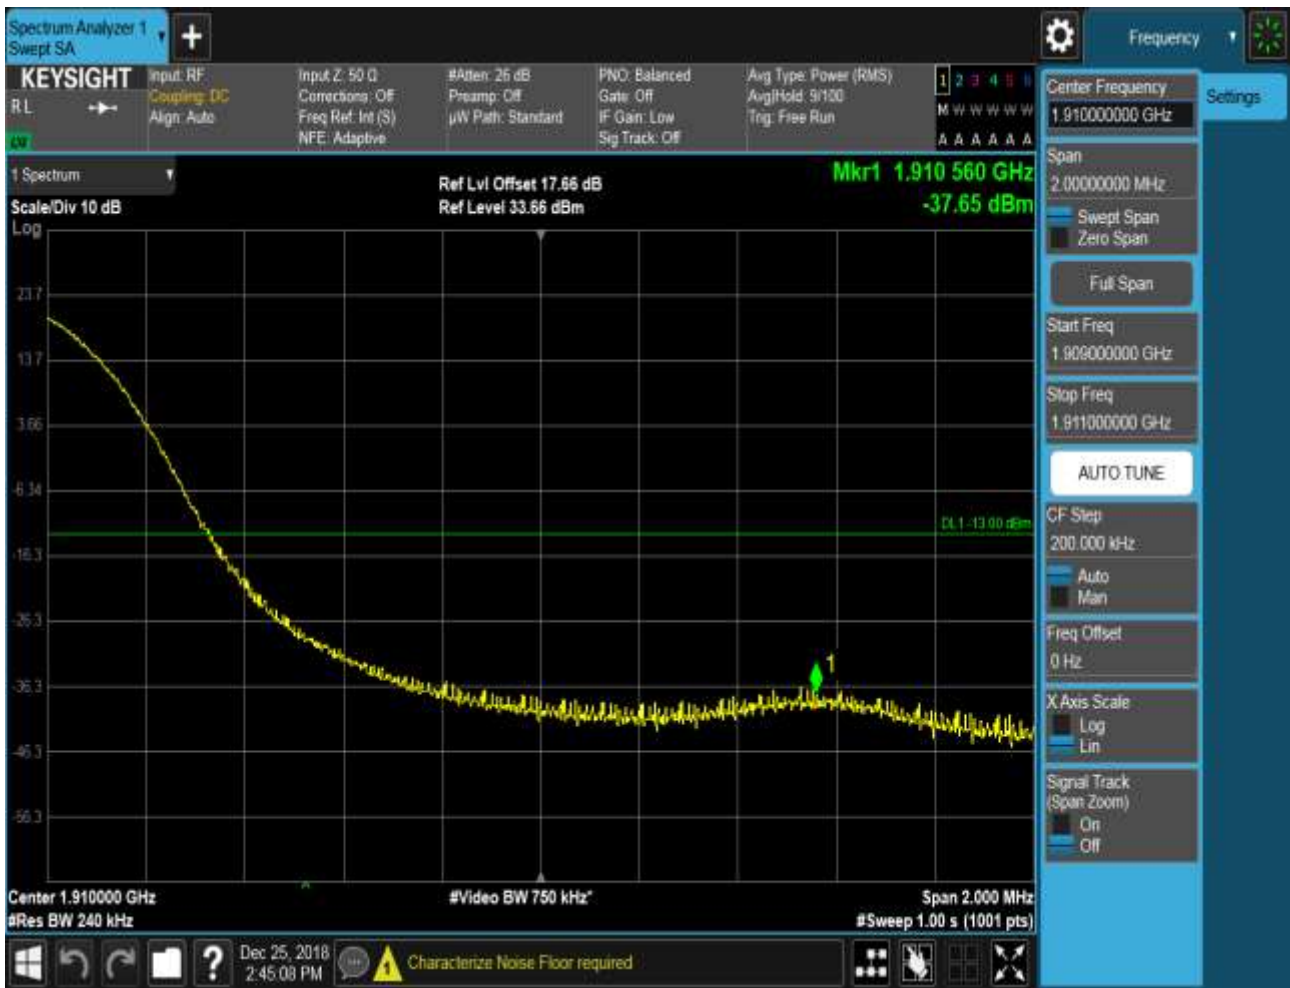 Spectrum Analyzer 1
Swept SA
+
Frequency
KEYSIGHT
R L
Input: RF
Coupling: DC
Align: Auto
Input Z: 50 Ω
Corrections: Off
Freq Ref: Int (S)
NFE: Adaptive
#Atten: 26 dB
Preamp: Off
µW Path: Standard
PNO: Balanced
Gate: Off
IF Gain: Low
Sig Track: Off
Avg Type: Power (RMS)
Avg|Hold: 9/100
Trig: Free Run
1 2 3 4 5 6
M W W W W W
A A A A A A
1 Spectrum
Scale/Div 10 dB
Log
Ref Lvl Offset 17.66 dB
Ref Level 33.66 dBm
Mkr1 1.910 560 GHz
-37.65 dBm
23.7
13.7
3.66
-6.34
-16.3
-26.3
-36.3
-46.3
-56.3
DL1 -13.00 dBm
1
Center 1.910000 GHz
#Res BW 240 kHz
#Video BW 750 kHz*
Span 2.000 MHz
#Sweep 1.00 s (1001 pts)
Center Frequency
1.910000000 GHz
Settings
Span
2.00000000 MHz
Swept Span
Zero Span
Full Span
Start Freq
1.909000000 GHz
Stop Freq
1.911000000 GHz
AUTO TUNE
CF Step
200.000 kHz
Auto
Man
Freq Offset
0 Hz
X Axis Scale
Log
Lin
Signal Track
(Span Zoom)
On
Off
?
Dec 25, 2018
2:45:08 PM
1
Characterize Noise Floor required